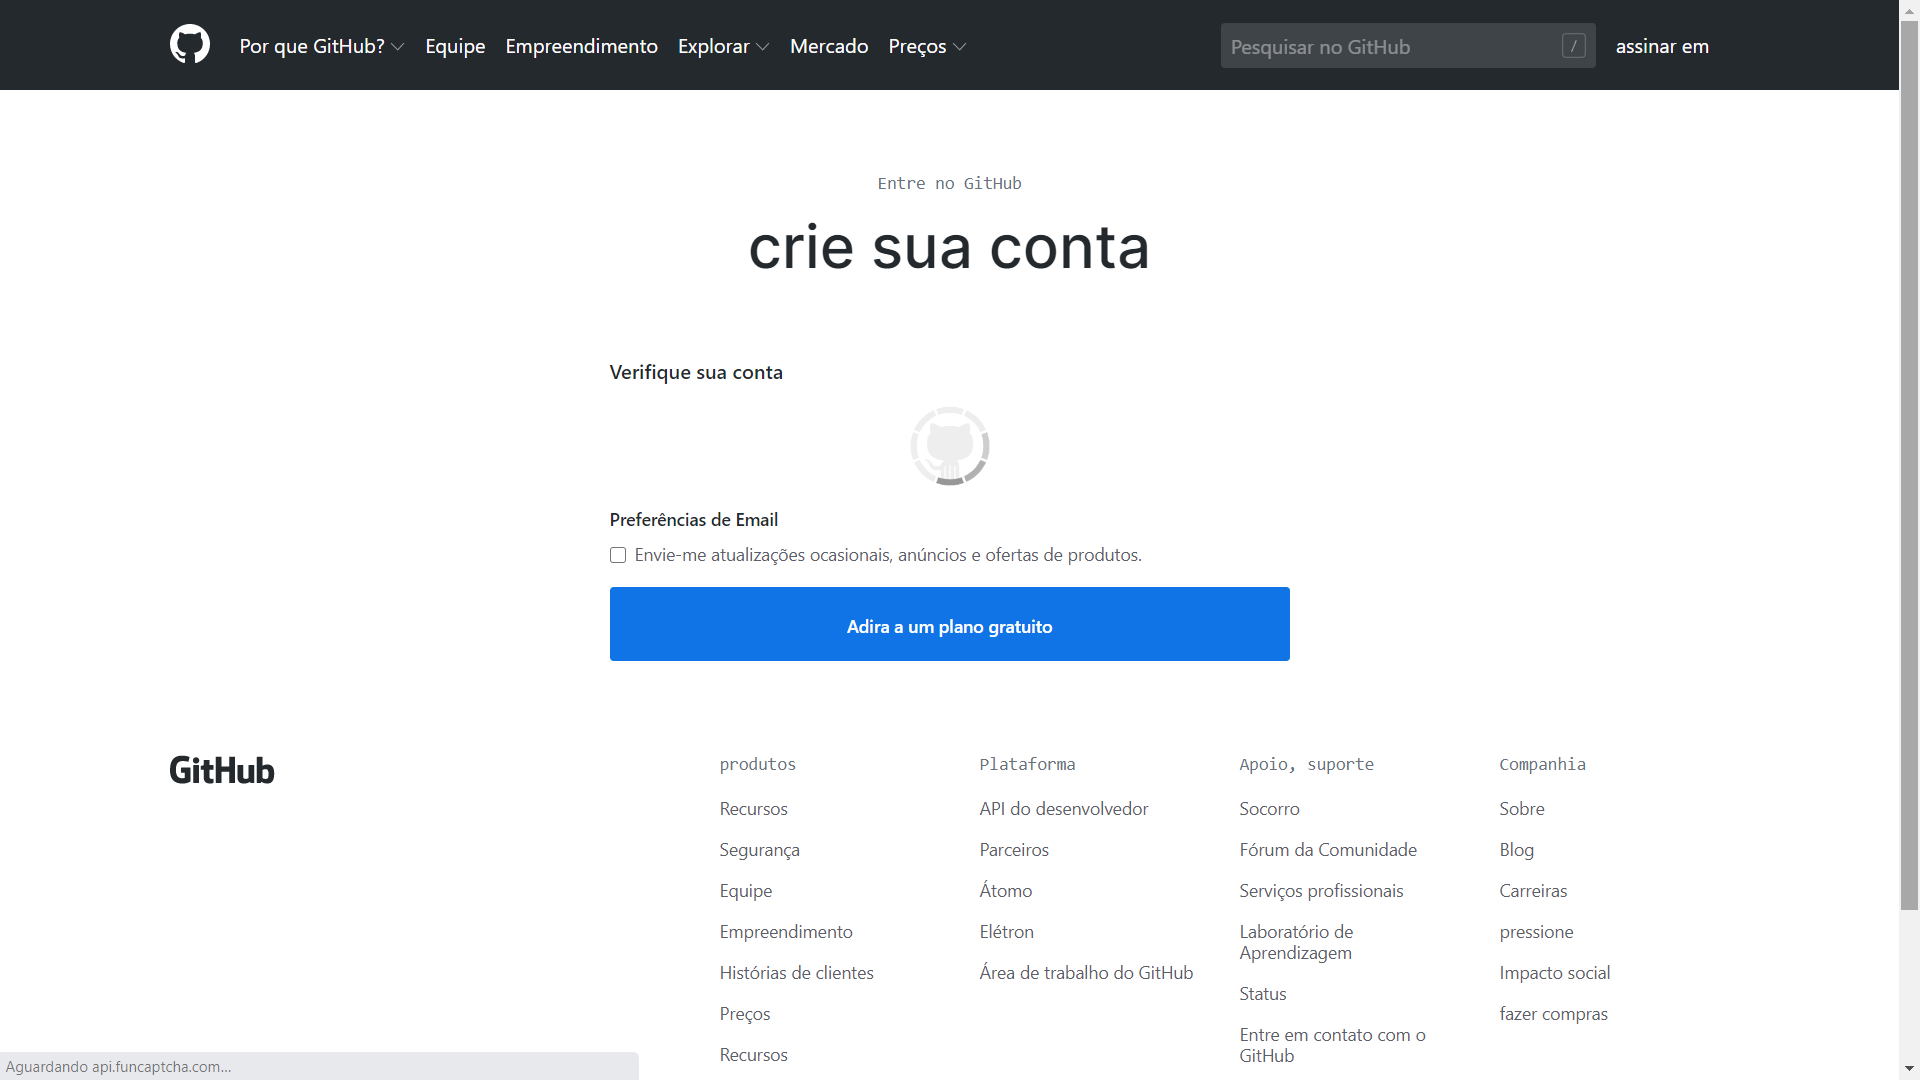 Por que GitHub? Equipe Empreendimento Explorar Mercado Preços Pesquisar no GitHub / assinar em
Entre no GitHub
crie sua conta
Verifique sua conta
Preferências de Email
Envie-me atualizações ocasionais, anúncios e ofertas de produtos.
Adira a um plano gratuito
GitHub
produtos
Recursos
Segurança
Equipe
Empreendimento
Histórias de clientes
Preços
Recursos
Plataforma
API do desenvolvedor
Parceiros
Átomo
Elétron
Área de trabalho do GitHub
Apoio, suporte
Socorro
Fórum da Comunidade
Serviços profissionais
Laboratório de
Aprendizagem
Status
Entre em contato com o
GitHub
Companhia
Sobre
Blog
Carreiras
pressione
Impacto social
fazer compras
Aguardando api.funcaptcha.com...